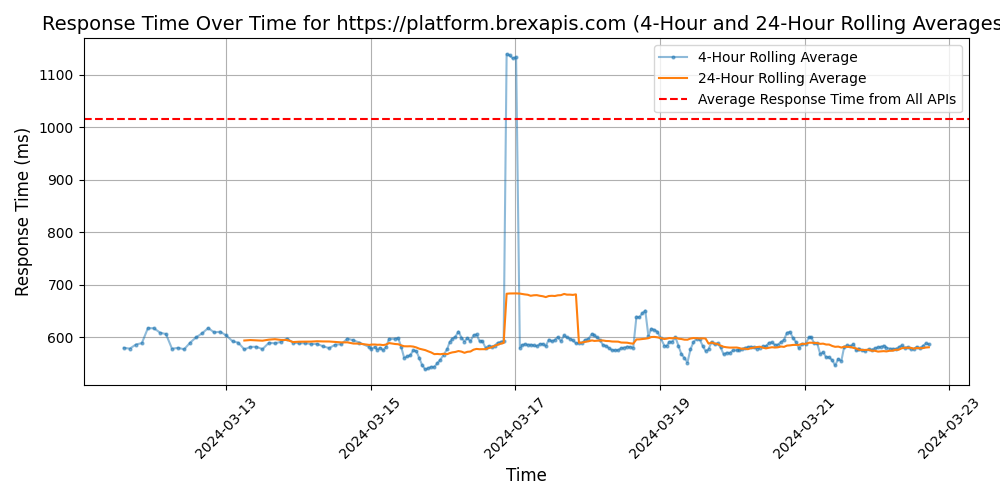 Response Time Over Time for https://platform.brexapis.com (4-Hour and 24-Hour Rolling Averages
4-Hour Rolling Average
24-Hour Rolling Average
Average Response Time from All APIs
1100
1000
900
800
700
600
Response Time (ms)
2024-03-13
2024-03-15
2024-03-17
2024-03-19
2024-03-21
2024-03-23
Time